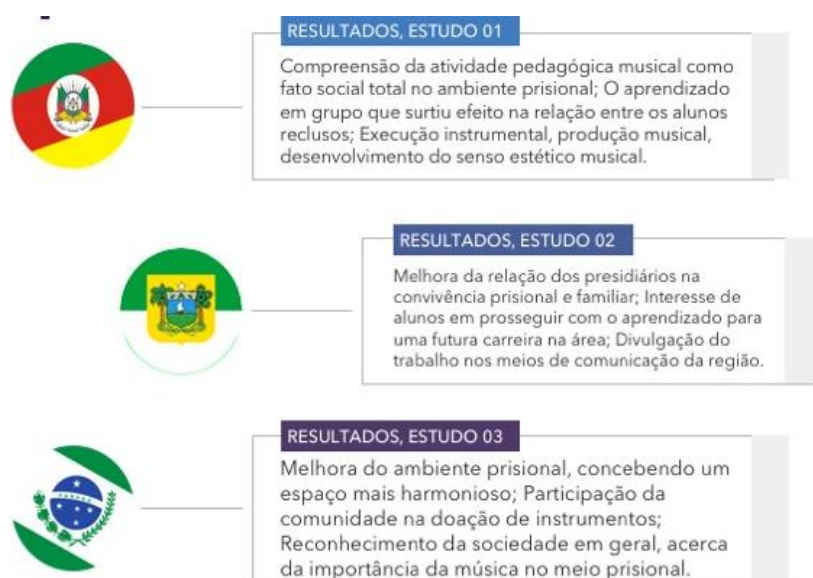 RESULTADOS, ESTUDO 01
Compreensão da atividade pedagógica musical como
fato social total no ambiente prisional; O aprendizado
em grupo que surtiu efeito na relação entre os alunos
reclusos; Execução instrumental, produção musical,
desenvolvimento do senso estético musical.
RESULTADOS, ESTUDO 02
Melhora da relação dos presidiários na
convivência prisional e familiar; Interesse de
alunos em prosseguir com o aprendizado para
uma futura carreira na área; Divulgação do
trabalho nos meios de comunicação da região.
RESULTADOS, ESTUDO 03
Melhora do ambiente prisional, concebendo um
espaço mais harmonioso; Participação da
comunidade na doação de instrumentos;
Reconhecimento da sociedade em geral, acerca
da importância da música no meio prisional.